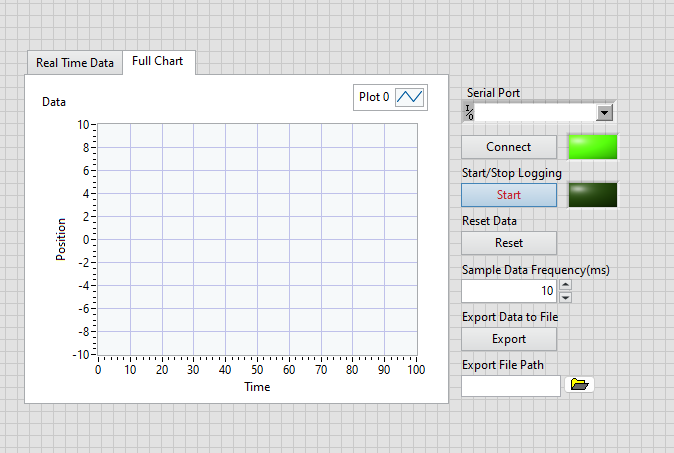 Real Time Data
Full Chart
Data
Plot 0
10
8
6
4
2
0
-2
-4
-6
-8
-10
Position
0 10 20 30 40 50 60 70 80 90 100
Time
Serial Port
I/O
Connect
Start/Stop Logging
Start
Reset Data
Reset
Sample Data Frequency(ms)
10
Export Data to File
Export
Export File Path